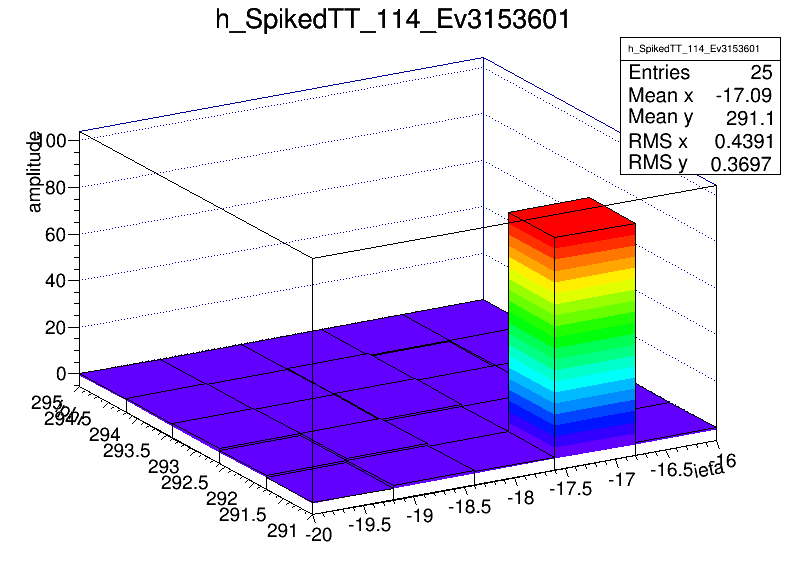 h_SpikedTT_114_Ev3153601
h_SpikedTT_114_Ev3153601
Entries 25
Mean x -17.09
Mean y 291.1
RMS x 0.4391
RMS y 0.3697
amplitude
100
80
60
40
20
0
295
294.5
294
293.5
293
292.5
292
291.5
291
-20
-19.5
-19
-18.5
-18
-17.5
-17
-16.5
-16
ieta